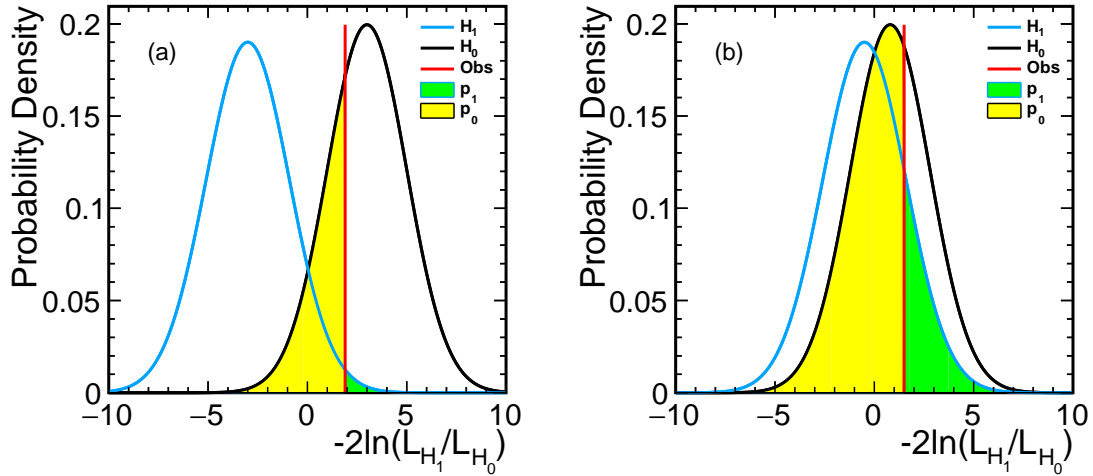 Probability Density
0.2
0.15
0.1
0.05
0
(a)
H1
H0
Obs
p1
p0
−10 −5 0 5 10
-2ln(LH1/LH0)
Probability Density
0.2
0.15
0.1
0.05
0
(b)
H1
H0
Obs
p1
p0
−10 −5 0 5 10
-2ln(LH1/LH0)